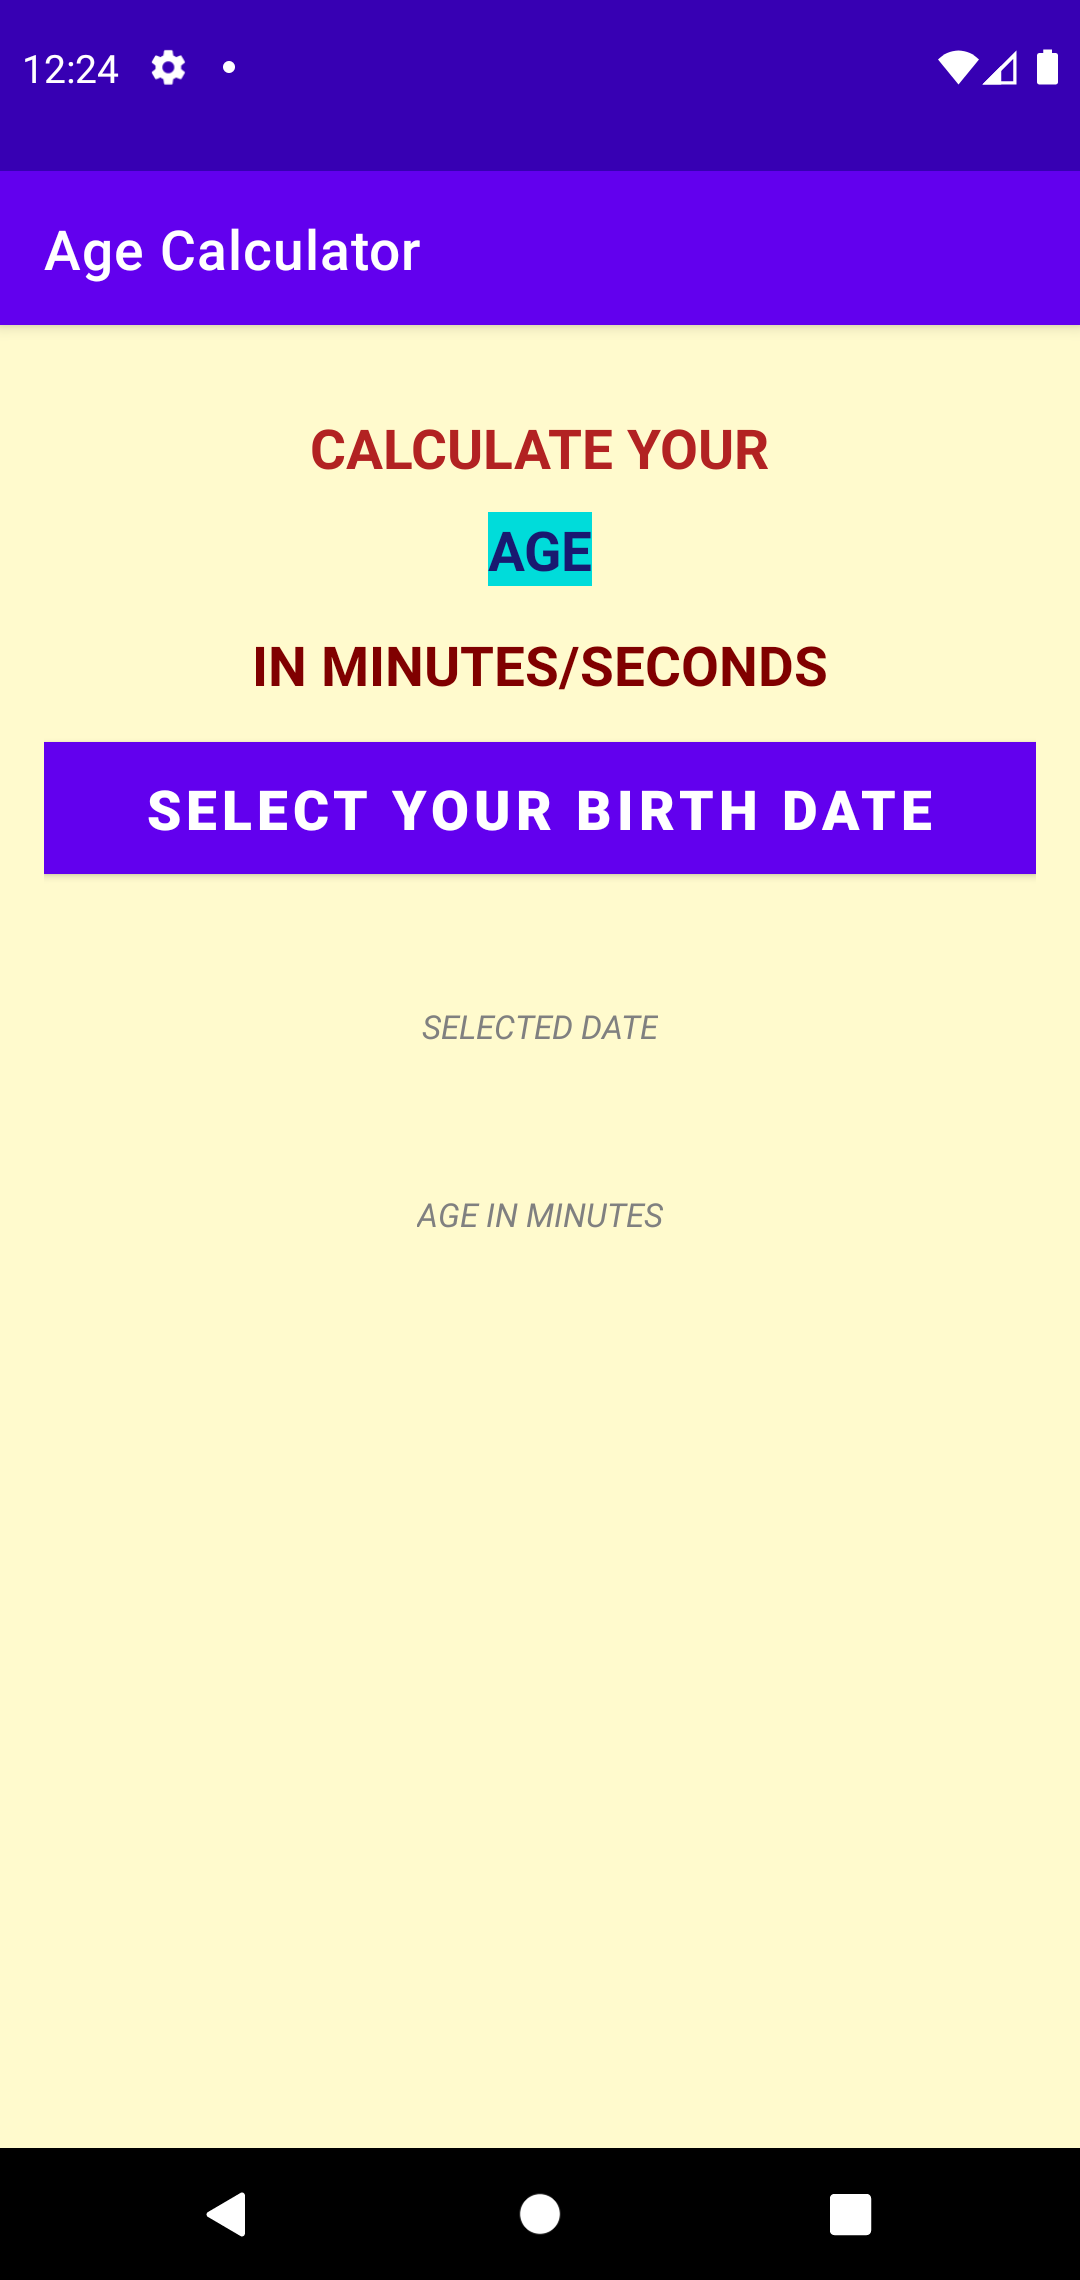 12:24
Age Calculator
CALCULATE YOUR
AGE
IN MINUTES/SECONDS
SELECT YOUR BIRTH DATE
SELECTED DATE
AGE IN MINUTES